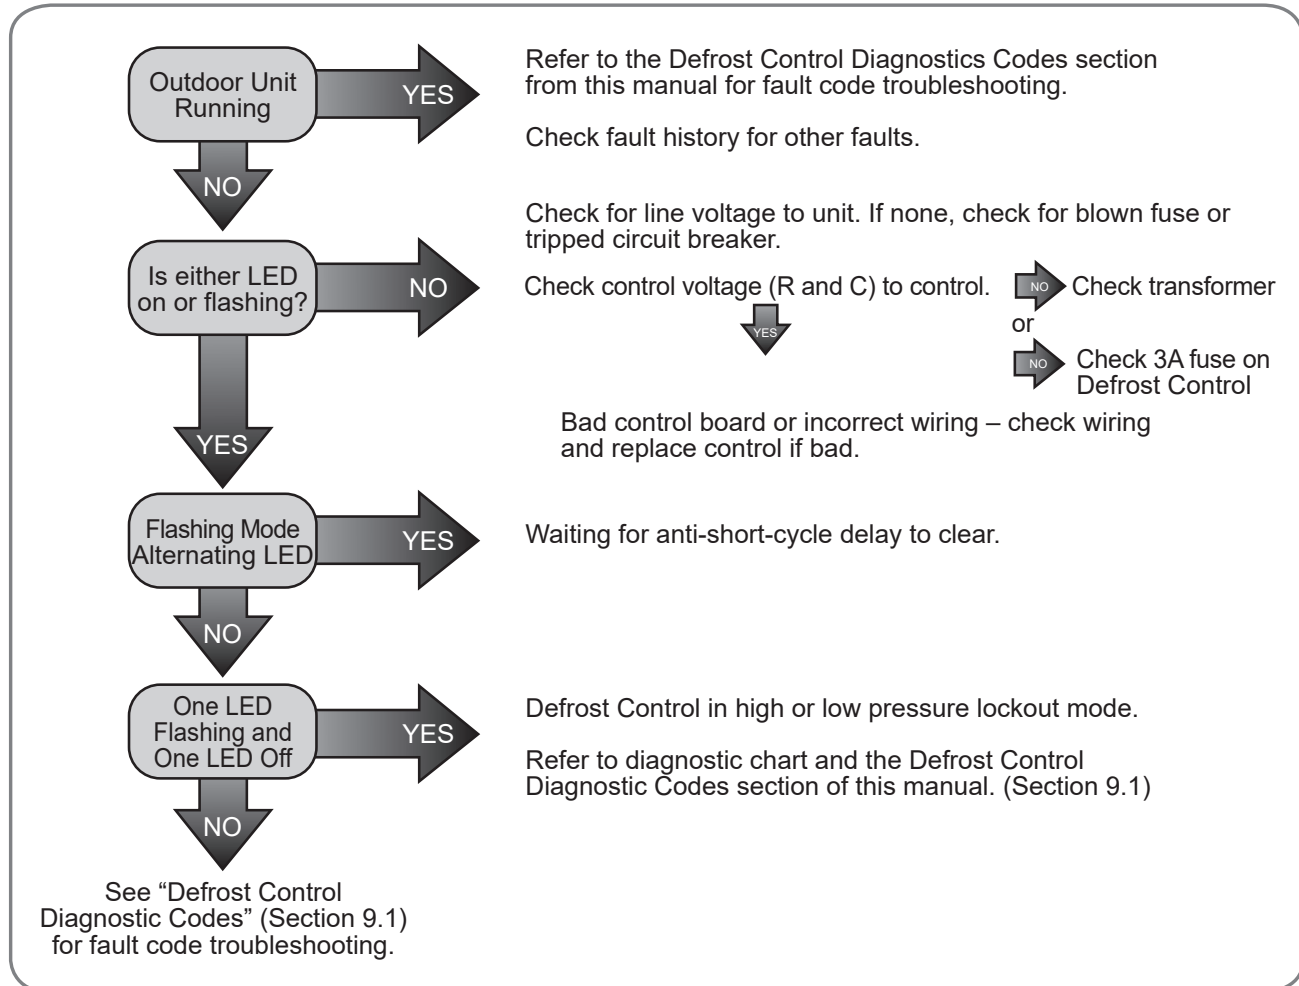 Outdoor Unit
Running
YES
Refer to the Defrost Control Diagnostics Codes section
from this manual for fault code troubleshooting.
Check fault history for other faults.
NO
Check for line voltage to unit. If none, check for blown fuse or
tripped circuit breaker.
Is either LED
on or flashing?
NO
Check control voltage (R and C) to control.
NO
Check transformer
or
YES
NO
Check 3A fuse on
Defrost Control
Bad control board or incorrect wiring – check wiring
and replace control if bad.
YES
Flashing Mode
Alternating LED
YES
Waiting for anti-short-cycle delay to clear.
NO
One LED
Flashing and
One LED Off
YES
Defrost Control in high or low pressure lockout mode.
Refer to diagnostic chart and the Defrost Control
Diagnostic Codes section of this manual. (Section 9.1)
NO
See “Defrost Control
Diagnostic Codes” (Section 9.1)
for fault code troubleshooting.